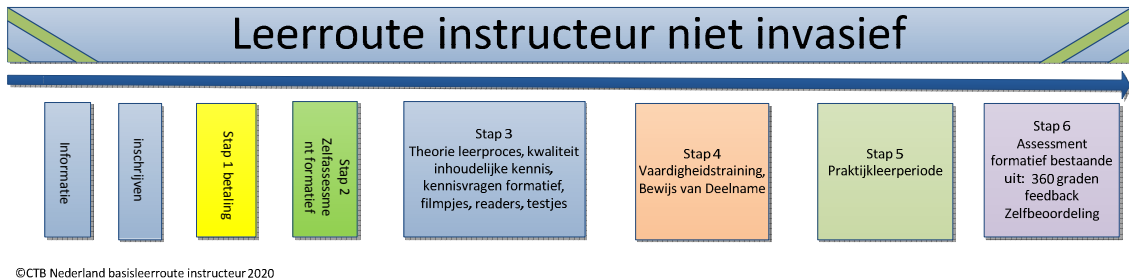 Leerroute instructeur niet invasief
Informatie
inschrijven
Stap 1 betaling
Stap 2
Zelfassessme
nt formatief
Stap 3
Theorie leerproces, kwaliteit
inhoudelijke kennis,
kennisvragen formatief,
filmpjes, readers, testjes
Stap 4
Vaardigheidstraining,
Bewijs van Deelname
Stap 5
Praktijkleerperiode
Stap 6
Assessment
formatief bestaande
uit: 360 graden
feedback
Zelfbeoordeling
©CTB Nederland basisleerroute instructeur 2020